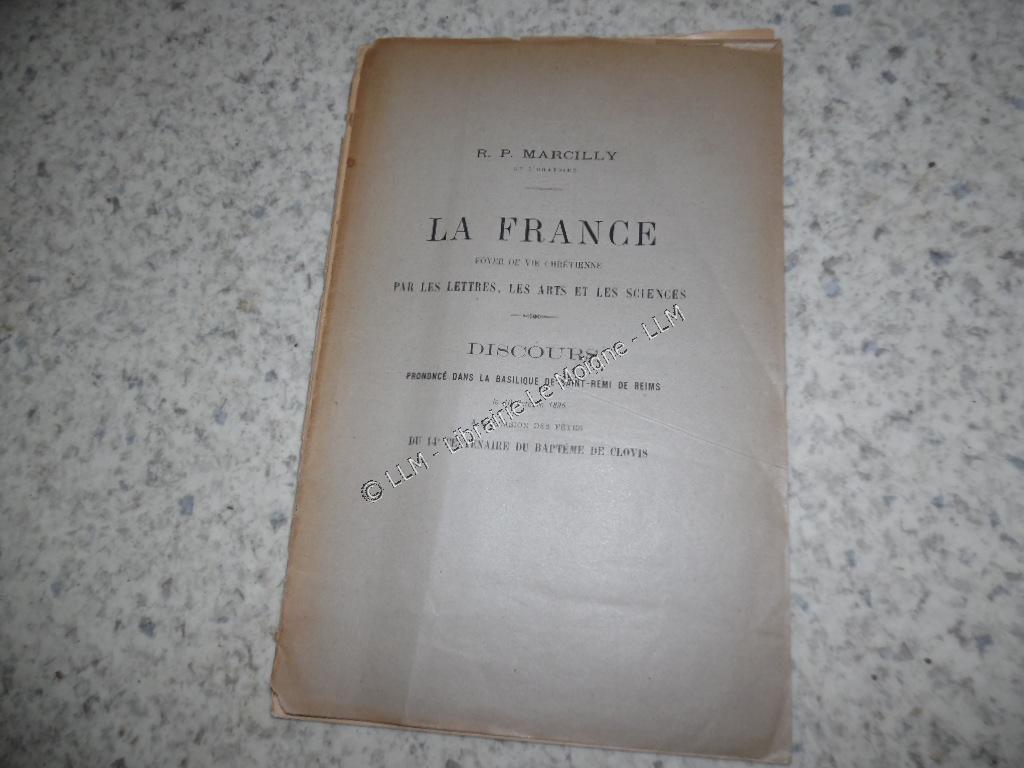 R. P. MARCILLY
DE L'ORATOIRE
LA FRANCE
FOYER DE VIE CHRÉTIENNE
PAR LES LETTRES, LES ARTS ET LES SCIENCES
DISCOURS
PRONONCÉ DANS LA BASILIQUE DE SAINT-REMI DE REIMS
le 1896
DES FÊTES
DU 14e CENTENAIRE DU BAPTÊME DE CLOVIS
© LLM - Librairie Le Moigne - LLM